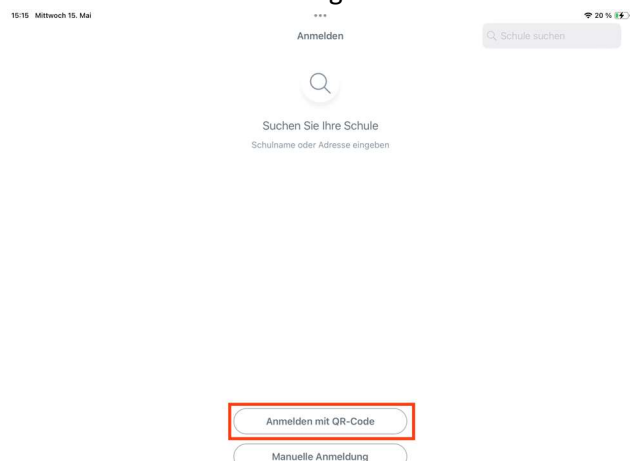 15:15 Mittwoch 15. Mai
20 %
Anmelden
Schule suchen
Suchen Sie Ihre Schule
Schulname oder Adresse eingeben
Anmelden mit QR-Code
Manuelle Anmeldung